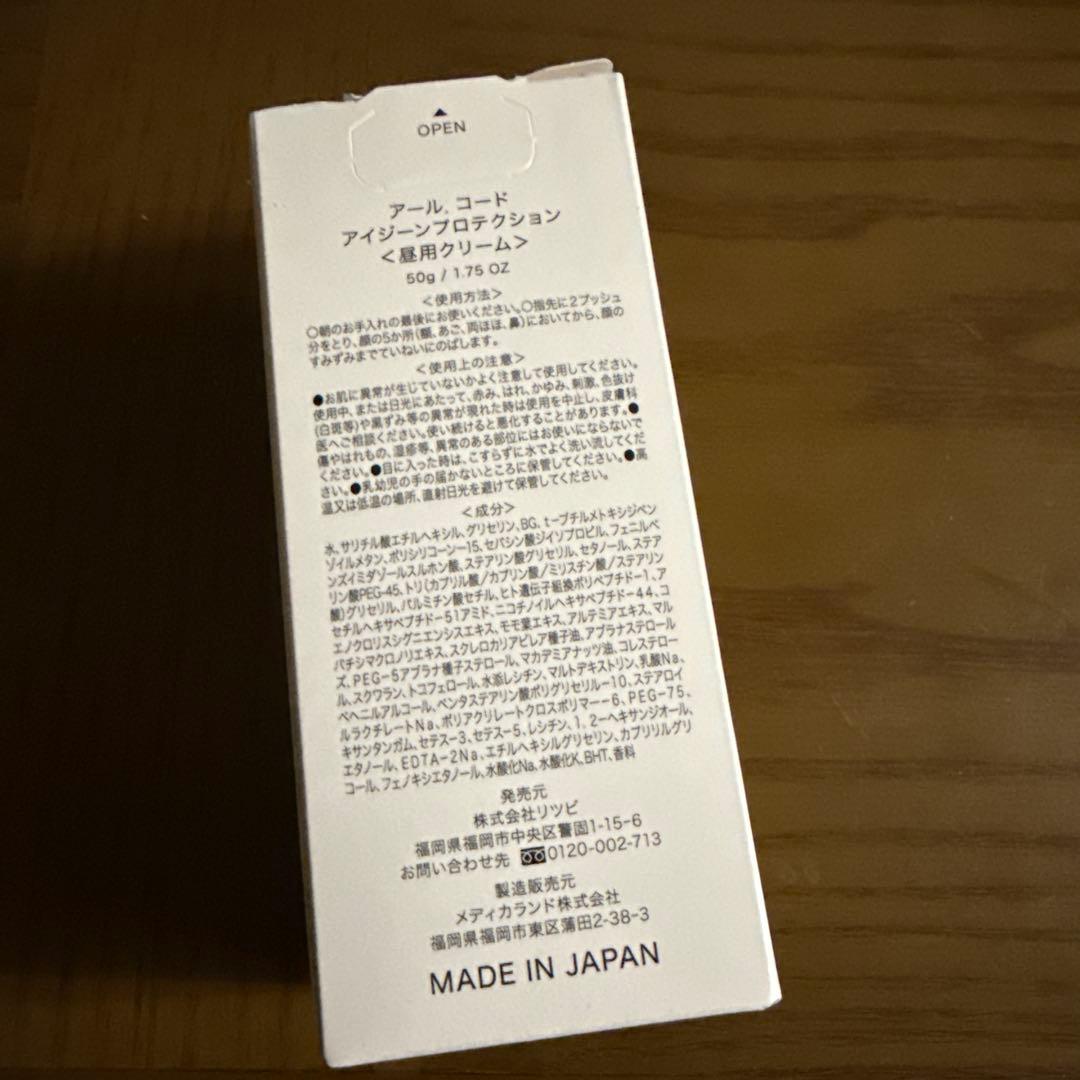 ▲
OPEN
アール．コード
アイジーンプロテクション
＜昼用クリーム＞
50g / 1.75 OZ
＜使用方法＞
○朝のお手入れの最後にお使いください。○指先に2プッシュ
分をとり、顔の5か所（額、あご、両ほほ、鼻）においてから、顔の
すみずみまでていねいにのばします。
＜使用上の注意＞
●お肌に異常が生じていないかよく注意して使用してください。
使用中、または日光にあたって、赤み、はれ、かゆみ、刺激、色抜け
（白斑等）や黒ずみ等の異常が現れた時は使用を中止し、皮膚科
医へご相談ください。使い続けると悪化することがあります。●
傷やはれもの、湿疹等、異常のある部位にはお使いにならないで
ください。●目に入った時は、こすらずに水でよく洗い流してくだ
さい。●乳幼児の手の届かないところに保管してください。●高
温又は低温の場所、直射日光を避けて保管してください。
＜成分＞
水、サリチル酸エチルヘキシル、グリセリン、BG、t-ブチルメトキシジベン
ゾイルメタン、ポリシリコーン-15、セバシン酸ジイソプロピル、フェニルベ
ンズイミダゾールスルホン酸、ステアリン酸グリセリル、セタノール、ステア
リン酸PEG-45、トリ（カプリル酸/カプリン酸/ミリスチン酸/ステアリン
酸）グリセリル、パルミチン酸セチル、ヒト遺伝子組換ポリペプチド-1、ア
セチルヘキサペプチド-51アミド、ニコチノイルヘキサペプチド-44、コ
エノクロリスシグニエンシスエキス、モモ葉エキス、アルテミアエキス、マル
パチシマクロノリエキス、スクレロカリアビレア種子油、アブラナステロール
ズ、PEG-5アブラナ種子ステロール、マカデミアナッツ油、コレステロー
ル、スクワラン、トコフェロール、水添レシチン、マルトデキストリン、乳酸Na、
ベヘニルアルコール、ペンタステアリン酸ポリグリセリル-10、ステアロイ
ルラクチレートNa、ポリアクリレートクロスポリマー-6、PEG-75、
キサンタンガム、セテス-3、セテス-5、レシチン、1,2-ヘキサンジオール、
エタノール、EDTA-2Na、エチルヘキシルグリセリン、カプリリルグリ
コール、フェノキシエタノール、水酸化Na、水酸化K、BHT、香料
発売元
株式会社リツビ
福岡県福岡市中央区警固1-15-6
お問い合わせ先 0120-002-713
製造販売元
メディカランド株式会社
福岡県福岡市東区蒲田2-38-3
MADE IN JAPAN